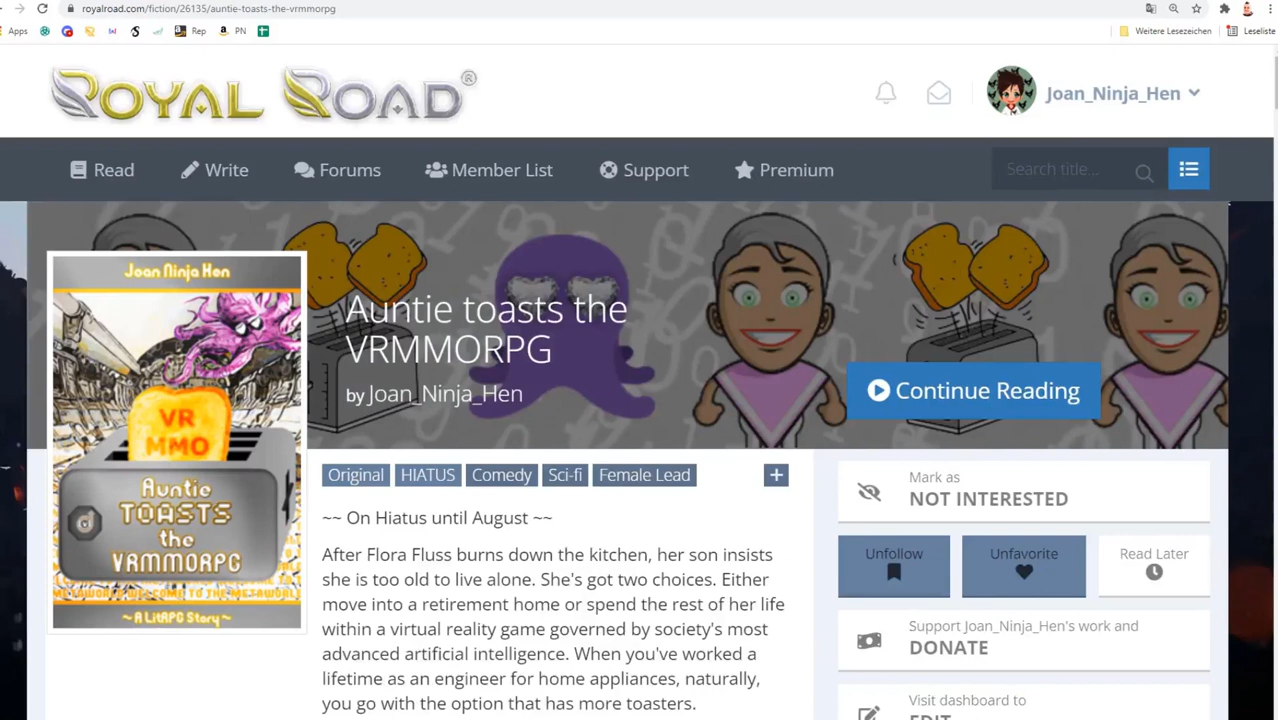 royalroad.com/fiction/26135/auntie-toasts-the-vrmmorpg
Apps
Rep
PN
Weitere Lesezeichen
Leseliste
ROYAL ROAD®
Joan_Ninja_Hen
Read
Write
Forums
Member List
Support
Premium
Search title...
Joan Ninja Hen
VR
MMO
Auntie
TOASTS
the
VRMMORPG
~ A LitRPG Story ~
Auntie toasts the
VRMMORPG
by Joan_Ninja_Hen
Continue Reading
Original
HIATUS
Comedy
Sci-fi
Female Lead
~~ On Hiatus until August ~~
After Flora Fluss burns down the kitchen, her son insists
she is too old to live alone. She's got two choices. Either
move into a retirement home or spend the rest of her life
within a virtual reality game governed by society's most
advanced artificial intelligence. When you've worked a
lifetime as an engineer for home appliances, naturally,
you go with the option that has more toasters.
Mark as
NOT INTERESTED
Unfollow
Unfavorite
Read Later
Support Joan_Ninja_Hen's work and
DONATE
Visit dashboard to
EDIT